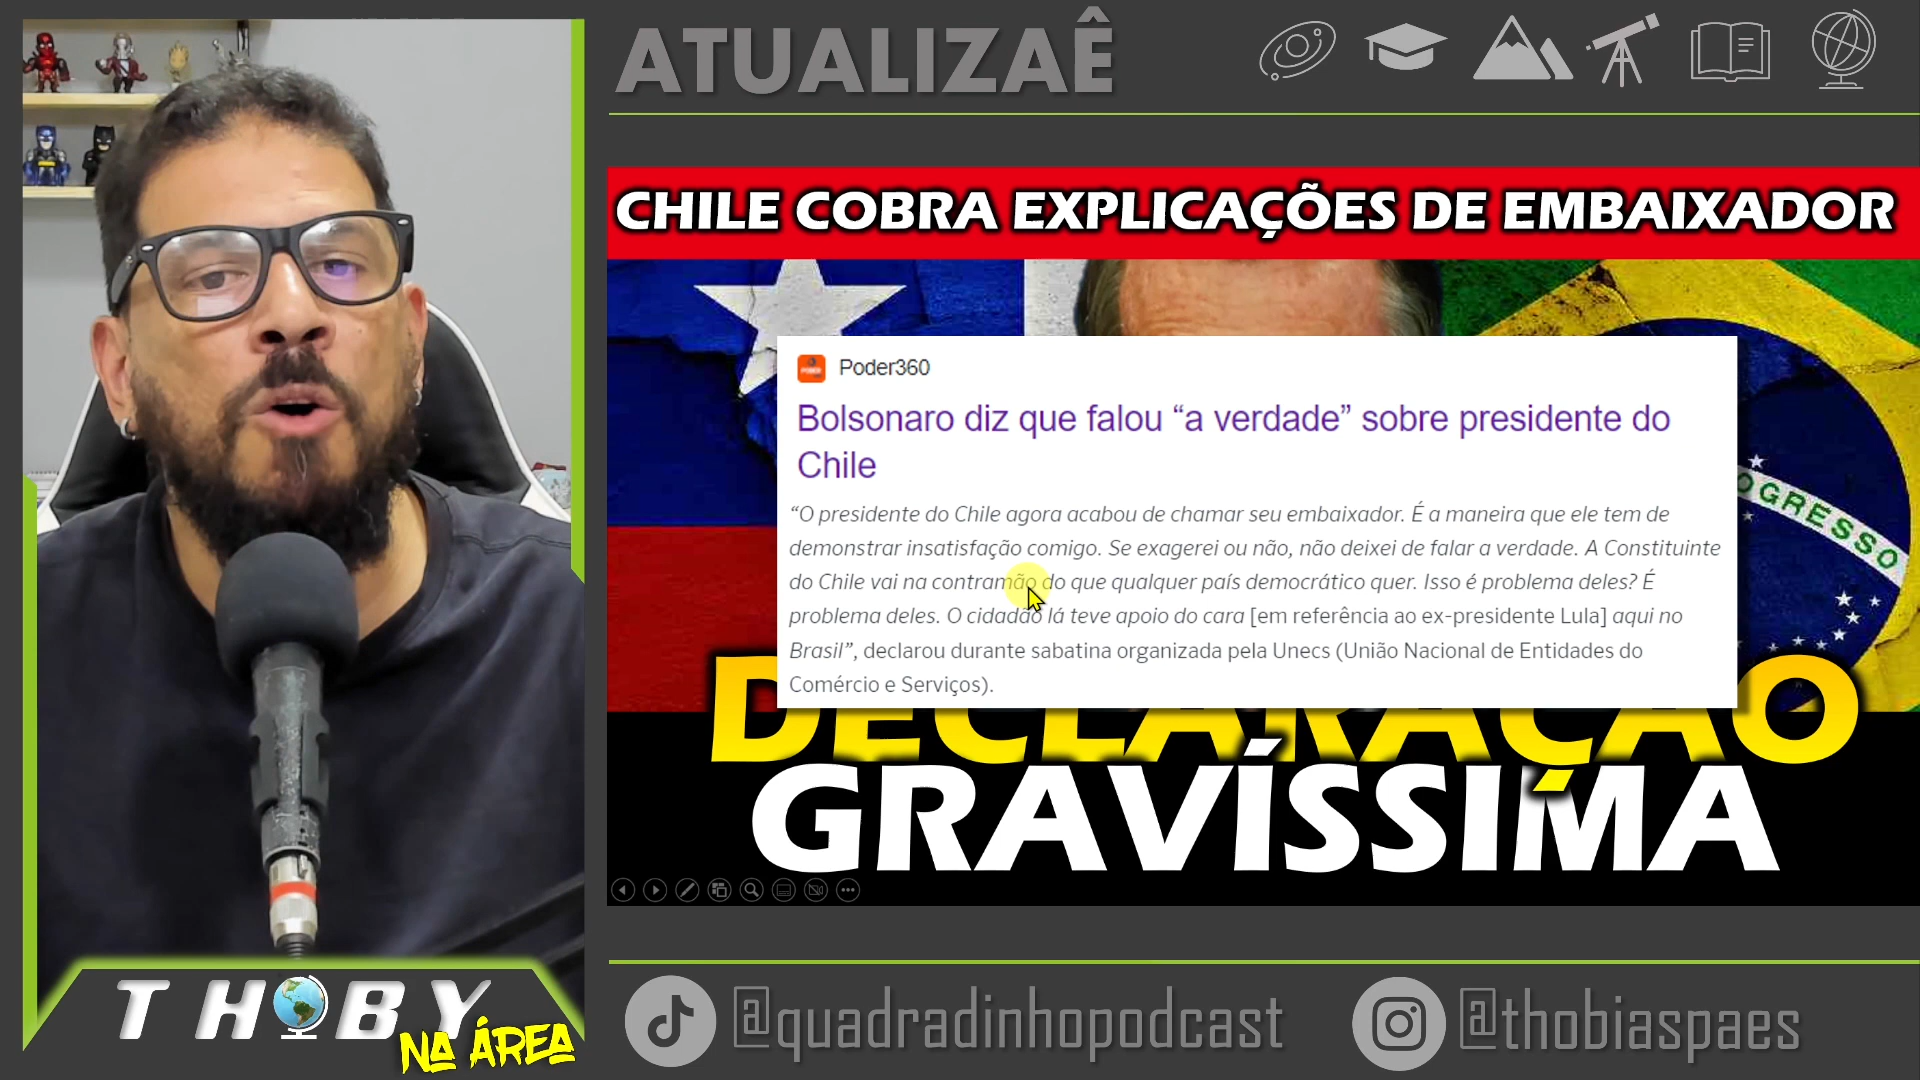 ATUALIZAÊ
CHILE COBRA EXPLICAÇÕES DE EMBAIXADOR
Poder360
Bolsonaro diz que falou “a verdade” sobre presidente do
Chile
“O presidente do Chile agora acabou de chamar seu embaixador. É a maneira que ele tem de
demonstrar insatisfação comigo. Se exagerei ou não, não deixei de falar a verdade. A Constituinte
do Chile vai na contramão do que qualquer país democrático quer. Isso é problema deles? É
problema deles. O cidadão lá teve apoio do cara [em referência ao ex-presidente Lula] aqui no
Brasil”, declarou durante sabatina organizada pela Unecs (União Nacional de Entidades do
Comércio e Serviços).
OGRESSO
DECLARAÇÃO
GRAVÍSSIMA
THOBY
NA ÁREA
@quadradinhopodcast
@thobiaspaes